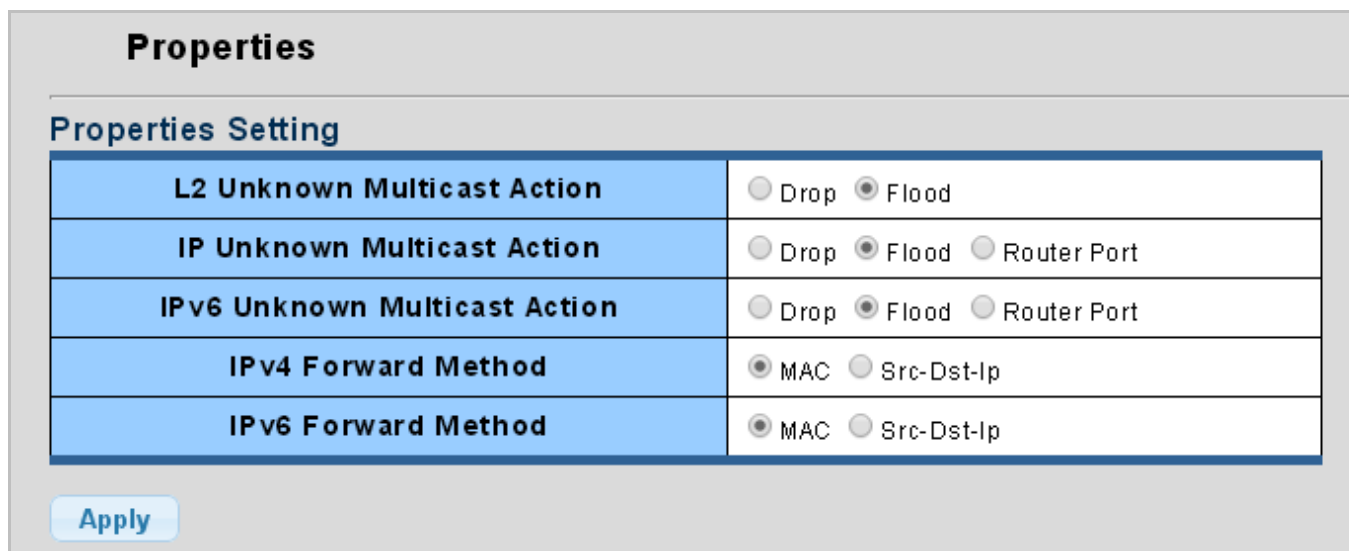 Properties
Properties Setting
L2 Unknown Multicast Action Drop Flood
IP Unknown Multicast Action Drop Flood Router Port
IPv6 Unknown Multicast Action Drop Flood Router Port
IPv4 Forward Method MAC Src-Dst-Ip
IPv6 Forward Method MAC Src-Dst-Ip
Apply